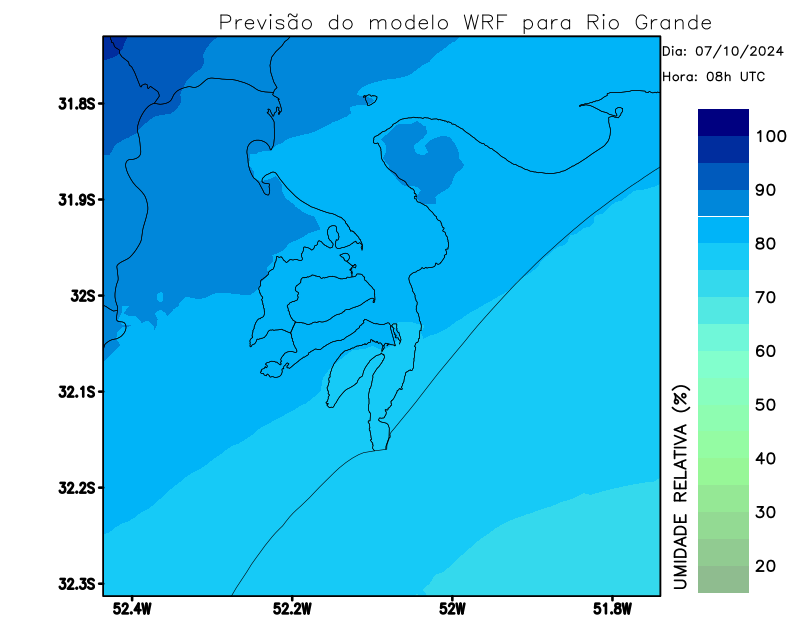 Previsão do modelo WRF para Rio Grande
Dia: 07/10/2024
Hora: 08h UTC
31.8S
31.9S
32S
32.1S
32.2S
32.3S
52.4W
52.2W
52W
51.8W
100
90
80
70
60
50
40
30
20
UMIDADE RELATIVA (%)